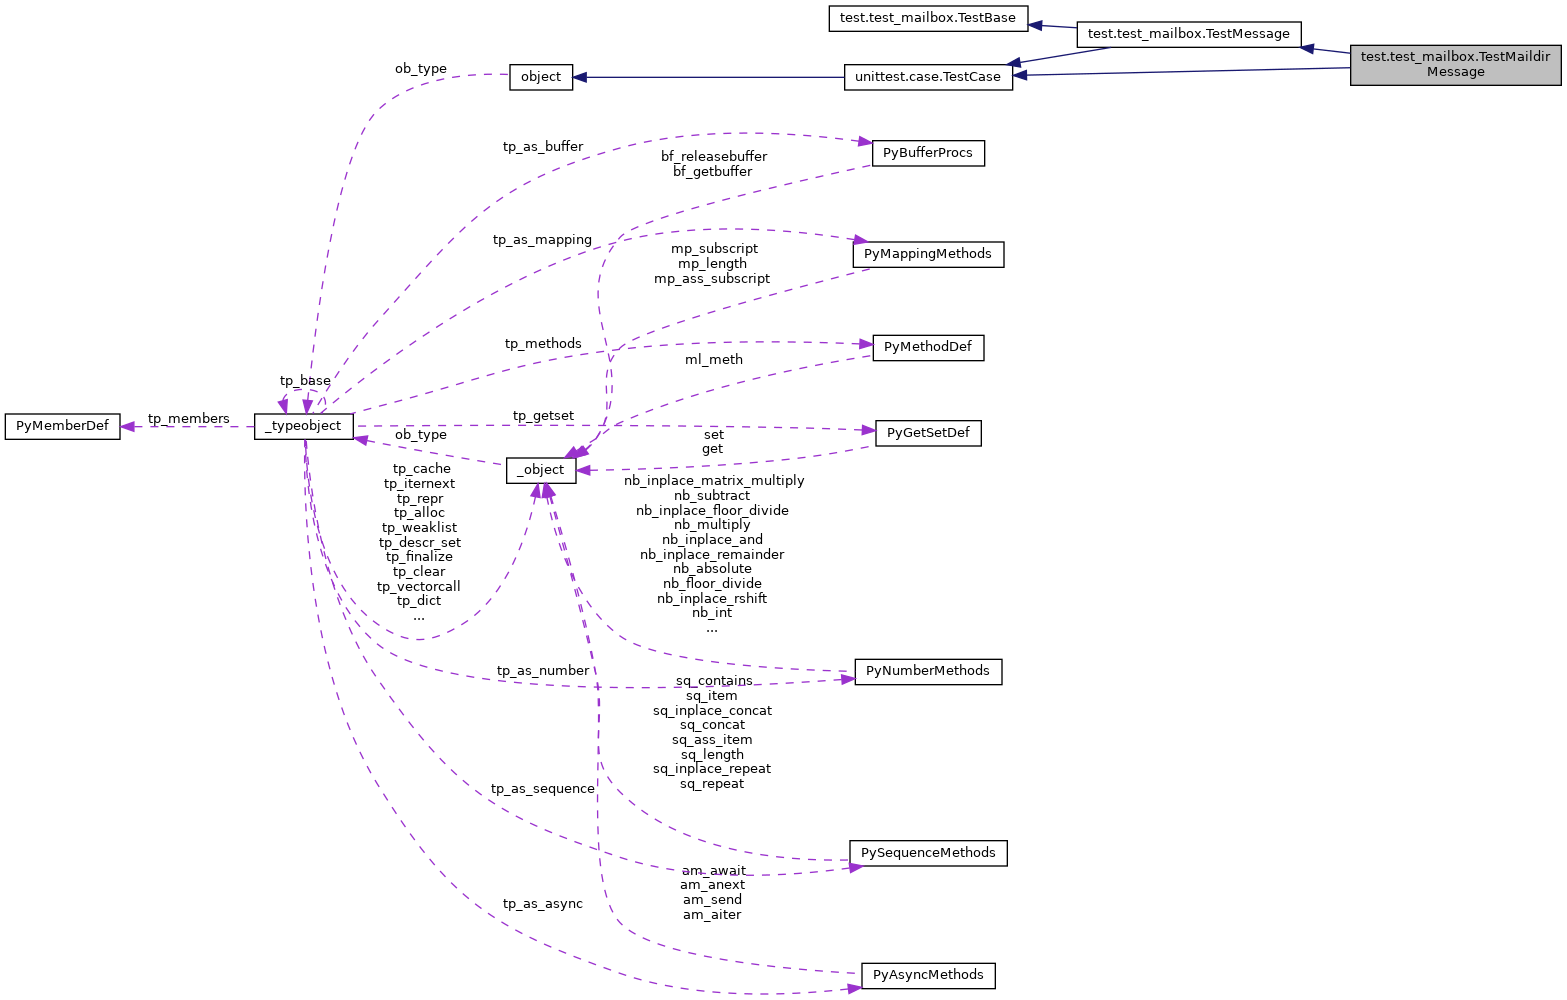 test.test_mailbox.TestBase
test.test_mailbox.TestMessage
test.test_mailbox.TestMaildir
Message
ob_type
object
unittest.case.TestCase
tp_as_buffer
bf_releasebuffer
bf_getbuffer
PyBufferProcs
tp_as_mapping
mp_subscript
mp_length
mp_ass_subscript
PyMappingMethods
tp_methods
ml_meth
PyMethodDef
tp_base
PyMemberDef
tp_members
_typeobject
tp_getset
ob_type
set
get
PyGetSetDef
_object
tp_cache
tp_iternext
tp_repr
tp_alloc
tp_weaklist
tp_descr_set
tp_finalize
tp_clear
tp_vectorcall
tp_dict
...
nb_inplace_matrix_multiply
nb_subtract
nb_inplace_floor_divide
nb_multiply
nb_inplace_and
nb_inplace_remainder
nb_absolute
nb_floor_divide
nb_inplace_rshift
nb_int
...
tp_as_number
PyNumberMethods
sq_contains
sq_item
sq_inplace_concat
sq_concat
sq_ass_item
sq_length
sq_inplace_repeat
sq_repeat
tp_as_sequence
PySequenceMethods
am_await
am_anext
am_send
am_aiter
tp_as_async
PyAsyncMethods